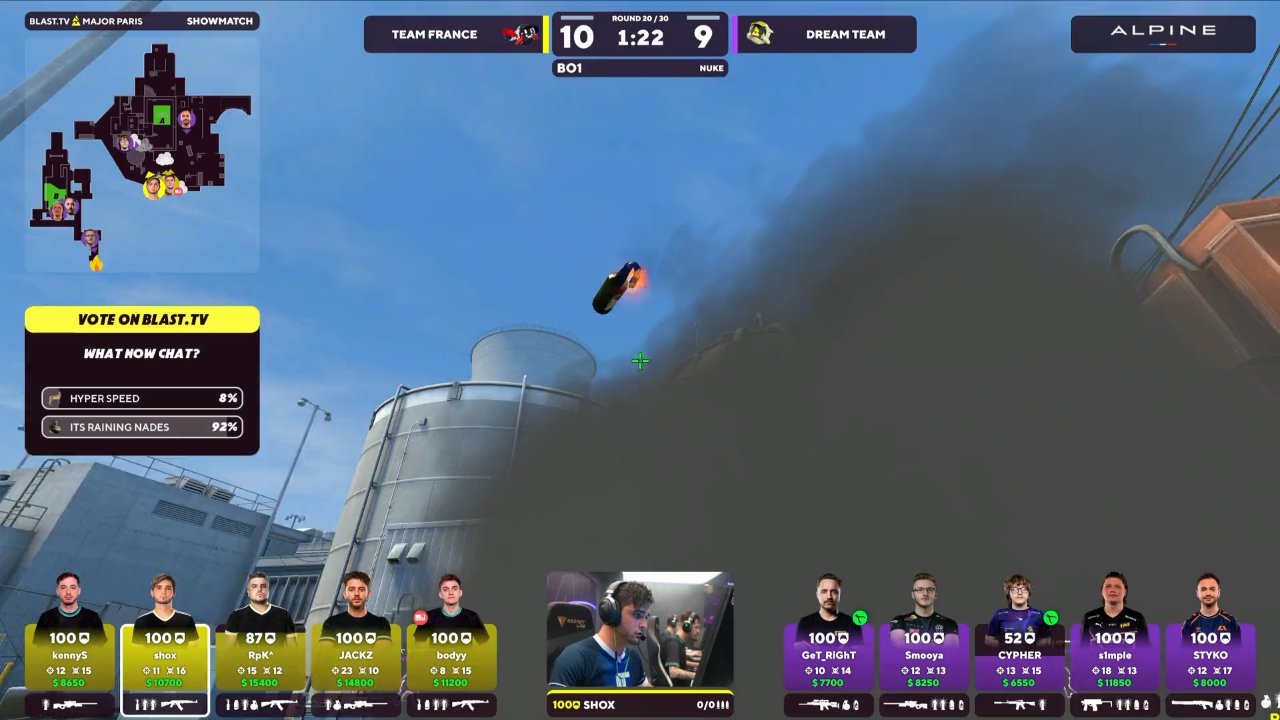 BLAST.TV MAJOR PARIS SHOWMATCH
TEAM FRANCE
10
ROUND 20 / 30
1:22
9
DREAM TEAM
BO1 NUKE
ALPINE
A
VOTE ON BLAST.TV
WHAT NOW CHAT?
HYPER SPEED 8%
ITS RAINING NADES 92%
100 kennyS 12 15 $8650
100 shox 11 16 $10700
87 RpK^ 15 12 $15400
100 JACKZ 23 10 $14800
100 bodyy 8 15 $11200
100 SHOX 0/0
100 GeT_RiGhT 10 14 $7700
100 Smooya 12 13 $8250
52 CYPHER 13 15 $6550
100 s1mple 18 13 $11850
100 STYKO 12 17 $8000